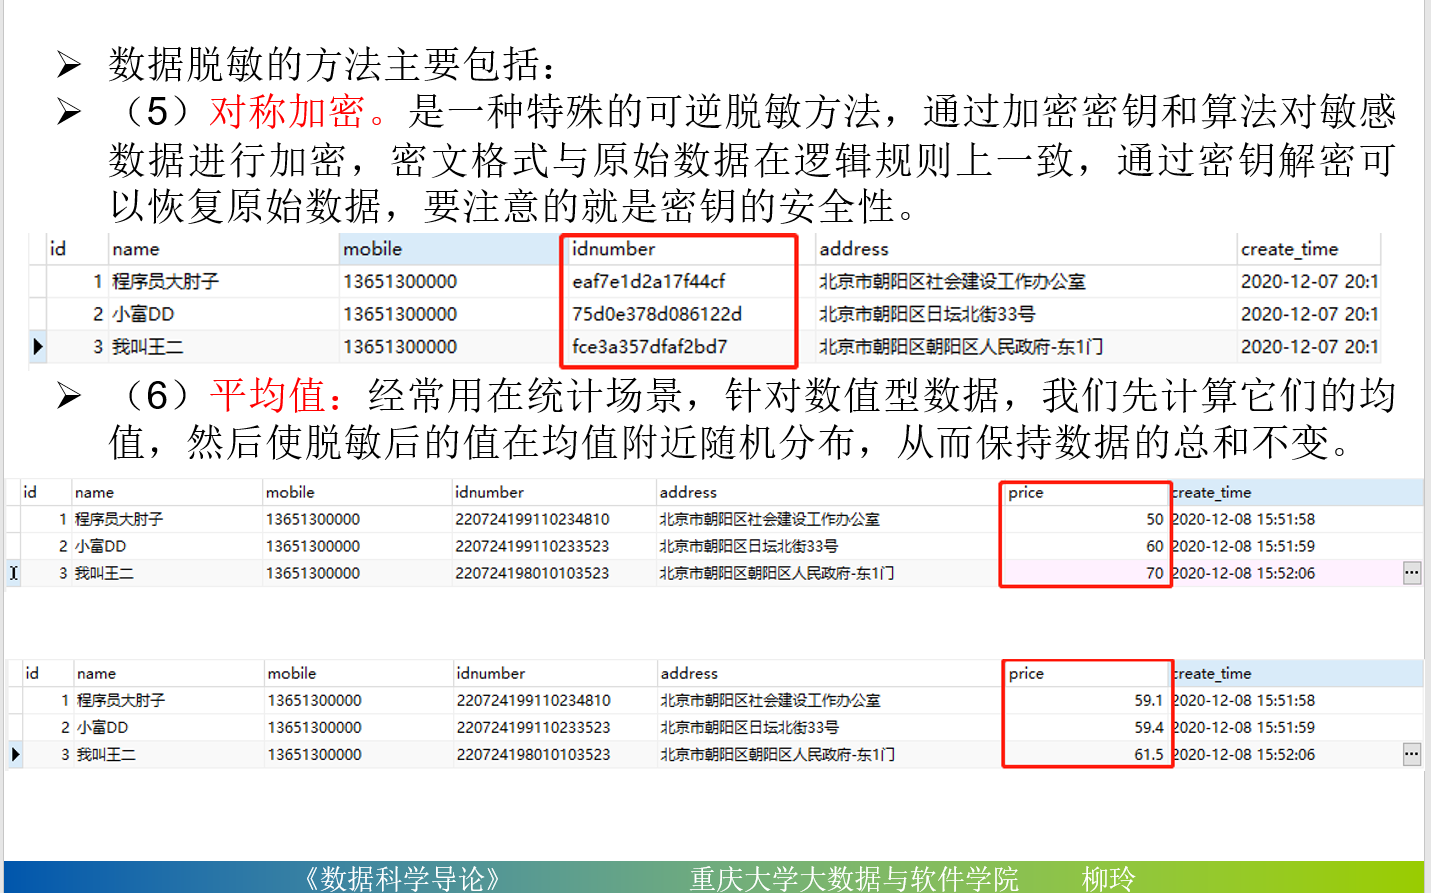 数据脱敏的方法主要包括：
（5）对称加密。是一种特殊的可逆脱敏方法，通过加密密钥和算法对敏感
数据进行加密，密文格式与原始数据在逻辑规则上一致，通过密钥解密可
以恢复原始数据，要注意的就是密钥的安全性。
id name mobile idnumber address create_time
1 程序员大肘子 13651300000 eaf7e1d2a17f44cf 北京市朝阳区社会建设工作办公室 2020-12-07 20:1
2 小富DD 13651300000 75d0e378d086122d 北京市朝阳区日坛北街33号 2020-12-07 20:1
3 我叫王二 13651300000 fce3a357dfaf2bd7 北京市朝阳区朝阳区人民政府-东1门 2020-12-07 20:1
（6）平均值：经常用在统计场景，针对数值型数据，我们先计算它们的均
值，然后使脱敏后的值在均值附近随机分布，从而保持数据的总和不变。
id name mobile idnumber address price create_time
1 程序员大肘子 13651300000 220724199110234810 北京市朝阳区社会建设工作办公室 50 2020-12-08 15:51:58
2 小富DD 13651300000 220724199110233523 北京市朝阳区日坛北街33号 60 2020-12-08 15:51:59
3 我叫王二 13651300000 220724198010103523 北京市朝阳区朝阳区人民政府-东1门 70 2020-12-08 15:52:06
id name mobile idnumber address price create_time
1 程序员大肘子 13651300000 220724199110234810 北京市朝阳区社会建设工作办公室 59.1 2020-12-08 15:51:58
2 小富DD 13651300000 220724199110233523 北京市朝阳区日坛北街33号 59.4 2020-12-08 15:51:59
3 我叫王二 13651300000 220724198010103523 北京市朝阳区朝阳区人民政府-东1门 61.5 2020-12-08 15:52:06
《数据科学导论》 重庆大学大数据与软件学院 柳玲